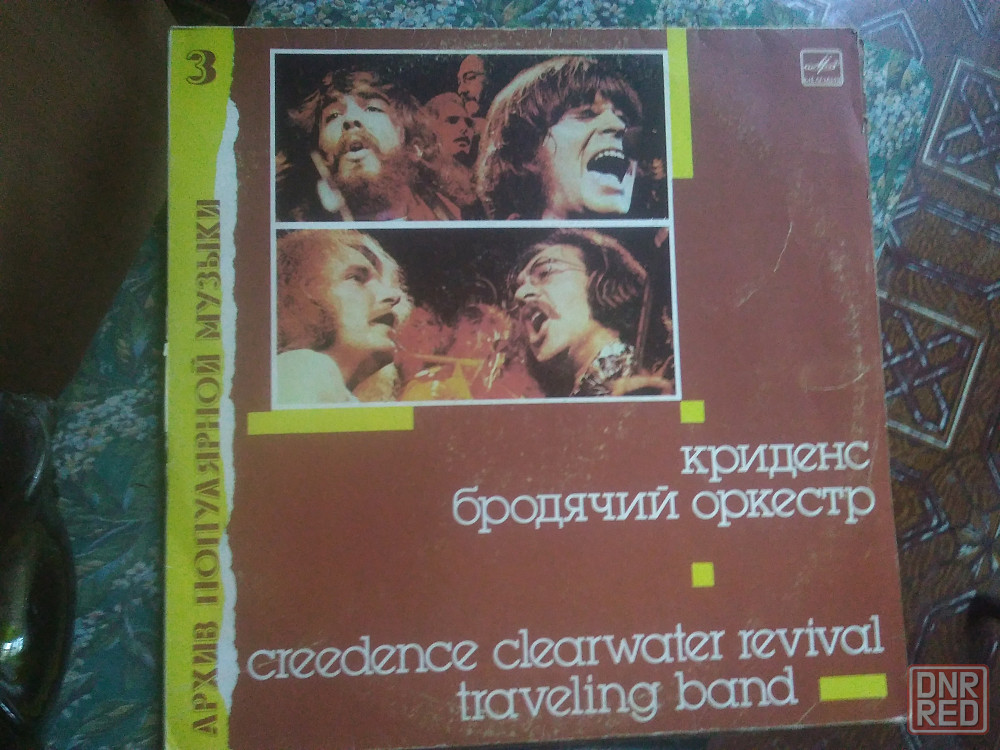 3
АРХИВ ПОПУЛЯРНОЙ МУЗЫКИ
криденс
бродячий оркестр
creedence clearwater revival
traveling band
DNR
RED